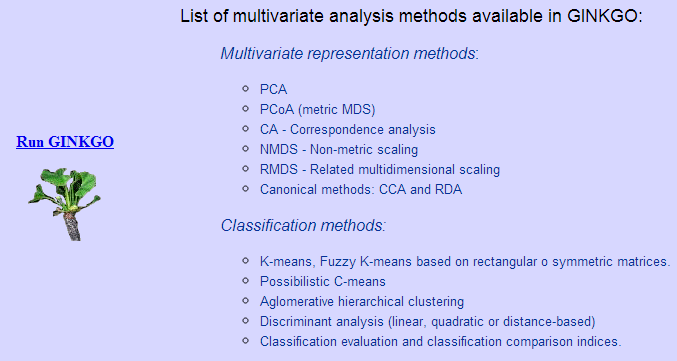 List of multivariate analysis methods available in GINKGO:
Multivariate representation methods:
PCA
PCoA (metric MDS)
CA - Correspondence analysis
Run GINKGO
NMDS - Non-metric scaling
RMDS - Related multidimensional scaling
Canonical methods: CCA and RDA
Classification methods:
K-means, Fuzzy K-means based on rectangular o symmetric matrices.
Possibilistic C-means
Aglomerative hierarchical clustering
Discriminant analysis (linear, quadratic or distance-based)
Classification evaluation and classification comparison indices.